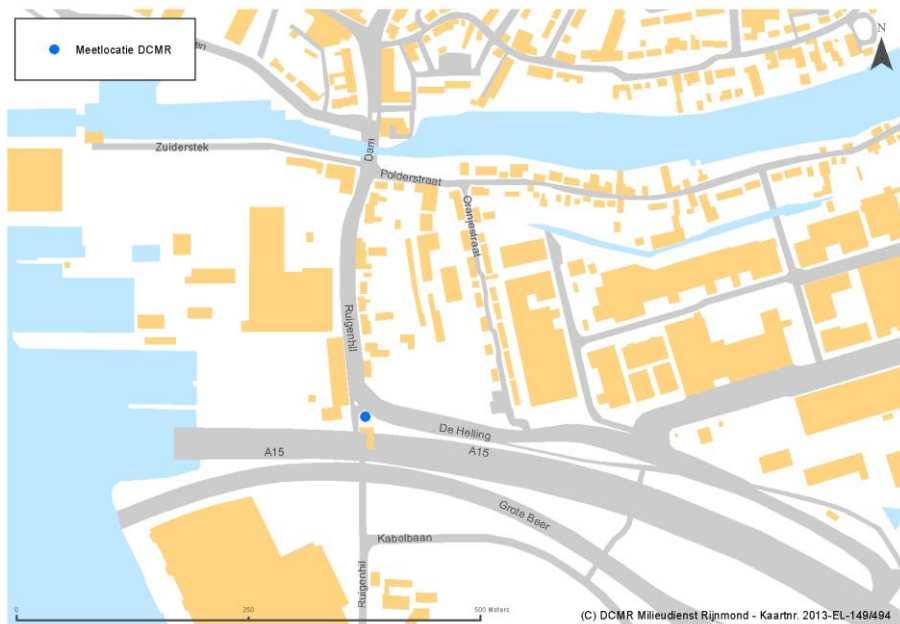 Meetlocatie DCMR
N
Dam
Zuiderstek
Polderstraat
Oranjestraat
Ruigenhil
De Helling
A15
A15
Grote Beer
Kabelbaan
Ruigenhil
0 250 500 Meters
(C) DCMR Milieudienst Rijnmond - Kaartnr. 2013-EL-149/494